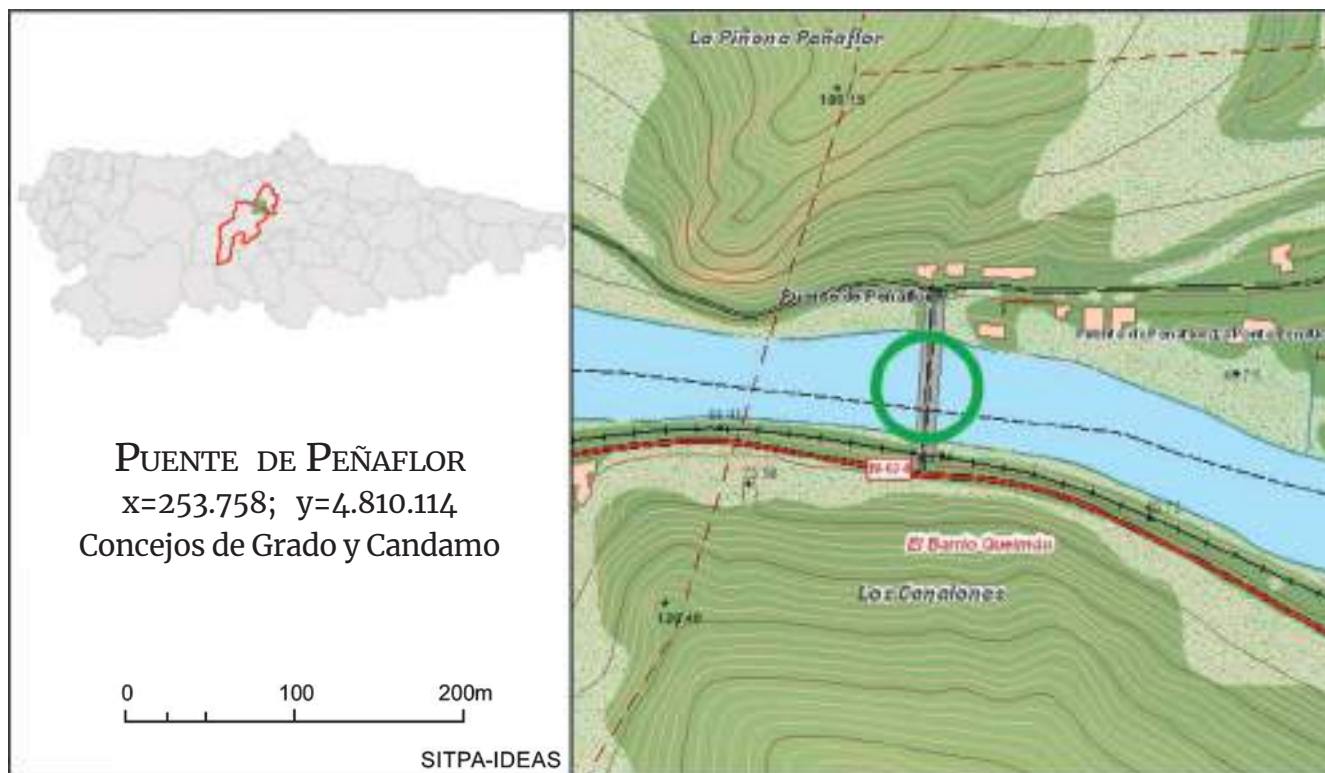 PUENTE DE PEÑAFLOR
x=253.758; y=4.810.114
Concejos de Grado y Candamo
0 100 200m
SITPA-IDEAS
La Piñona Peñaflor
Puente de Peñaflor
El Barrio Queimáu
Los Canalones